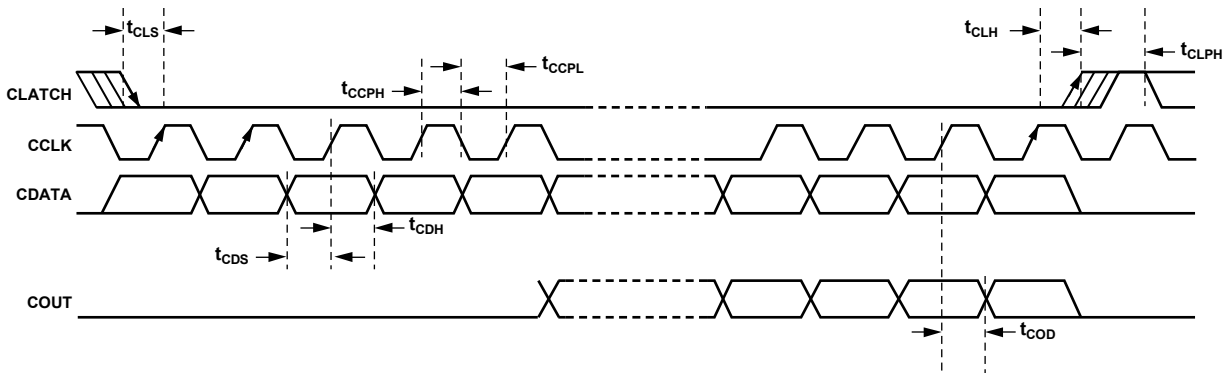 tCLS
tCLH
tCLPH
tCCPL
tCCPH
CLATCH
CCLK
CDATA
tCDH
tCDS
COUT
tCOD